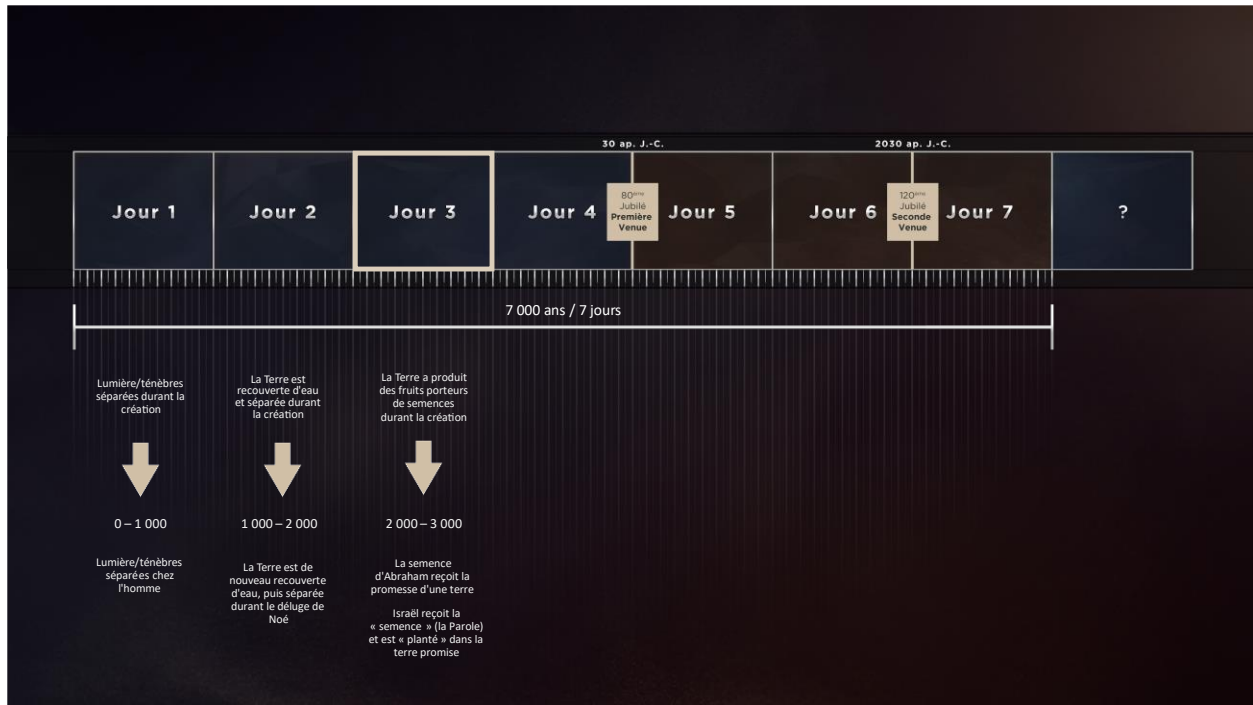 30 ap. J.-C.
2030 ap. J.-C.
Jour 1
Jour 2
Jour 3
Jour 4
80ème
Jubilé
Première
Venue
Jour 5
Jour 6
120ème
Jubilé
Seconde
Venue
Jour 7
?
7 000 ans / 7 jours
Lumière/ténèbres
séparées durant la
création
La Terre est
recouverte d'eau
et séparée durant
la création
La Terre a produit
des fruits porteurs
de semences
durant la création
0 – 1 000
1 000 – 2 000
2 000 – 3 000
Lumière/ténèbres
séparées chez
l'homme
La Terre est de
nouveau recouverte
d'eau, puis séparée
durant le déluge de
Noé
La semence
d'Abraham reçoit la
promesse d'une terre
Israël reçoit la
« semence » (la Parole)
et est « planté » dans la
terre promise